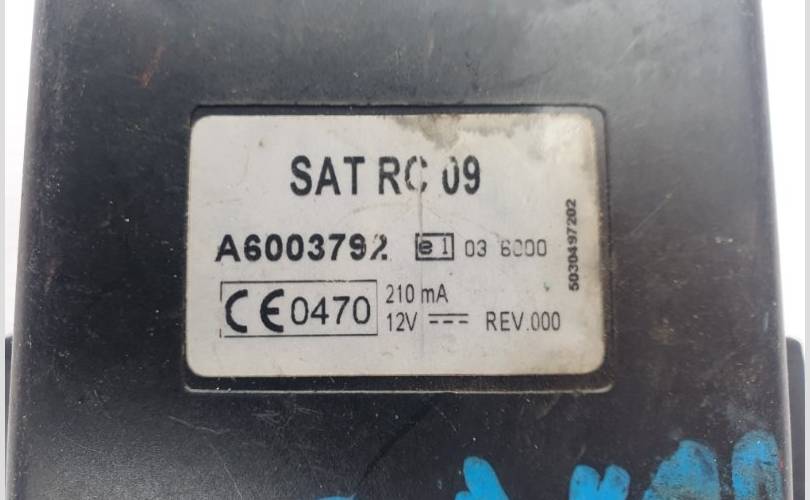 SAT RC 09
A6003792 e1 03 6000
CE 0470 210 mA
12V REV.000
5030497202